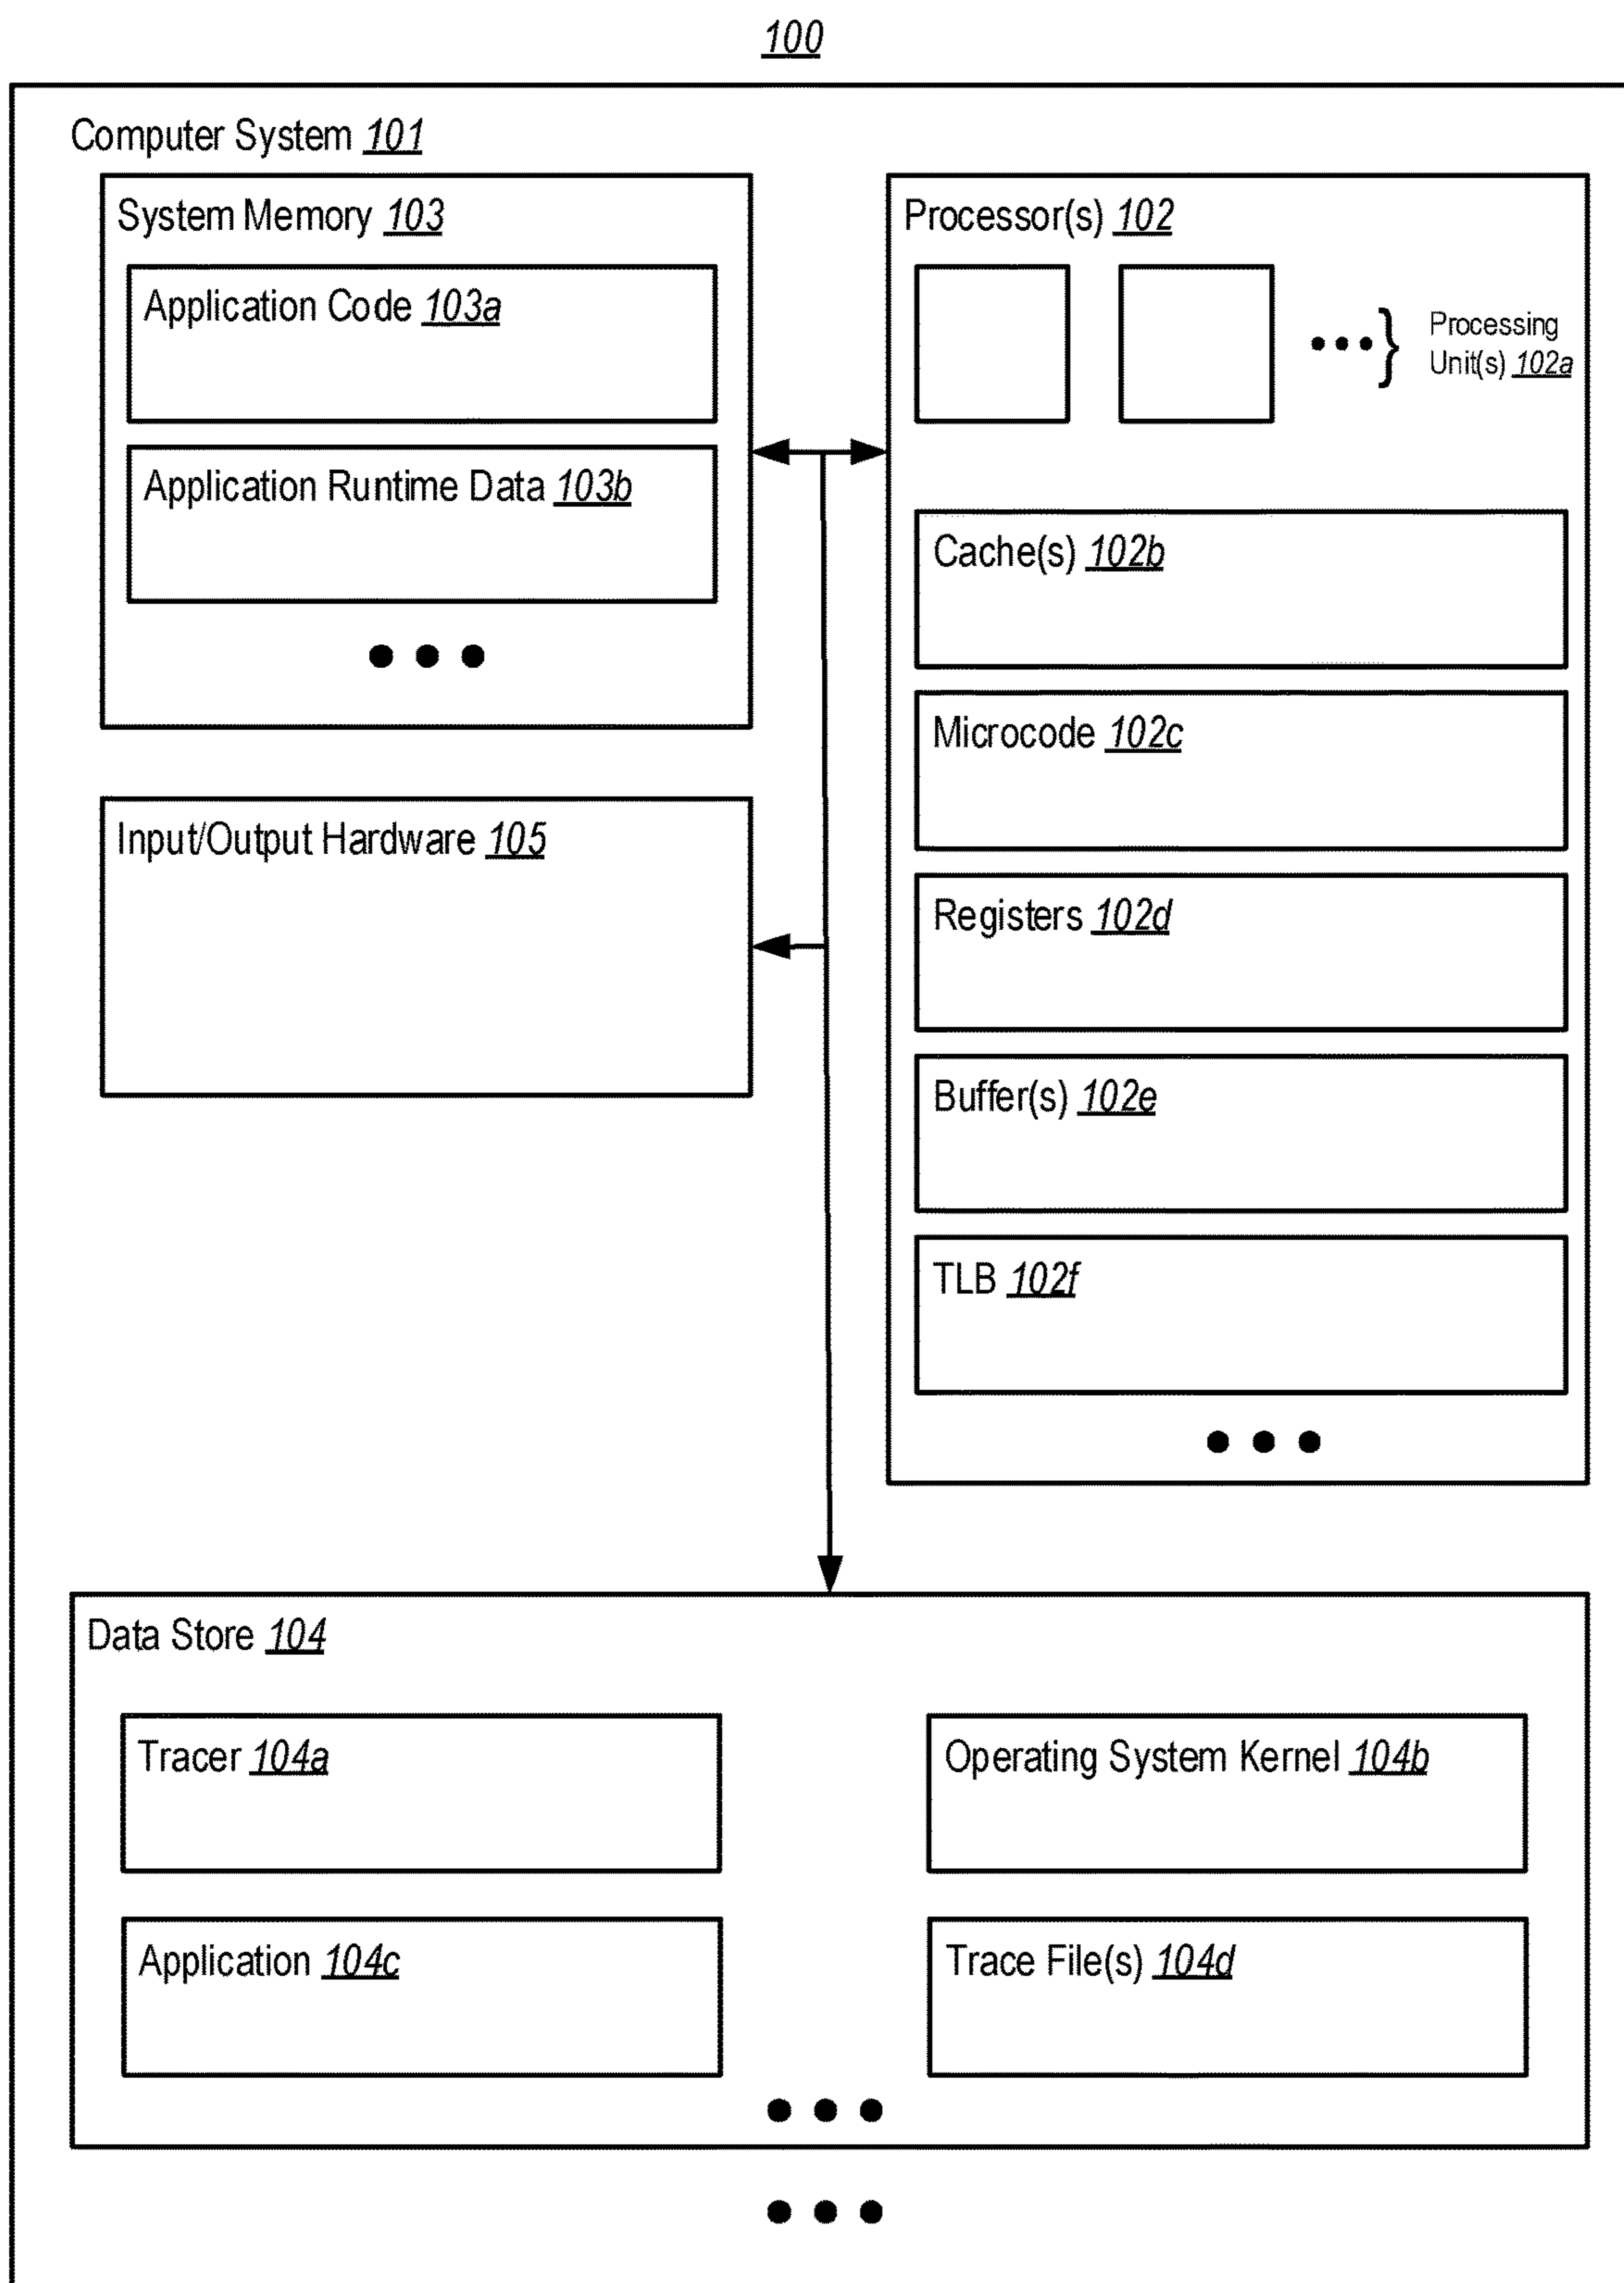 100
Computer System 101
System Memory 103
Application Code 103a
Application Runtime Data 103b
Input/Output Hardware 105
Processor(s) 102
Processing
Unit(s) 102a
Cache(s) 102b
Microcode 102c
Registers 102d
Buffer(s) 102e
TLB 102f
Data Store 104
Tracer 104a
Operating System Kernel 104b
Application 104c
Trace File(s) 104d